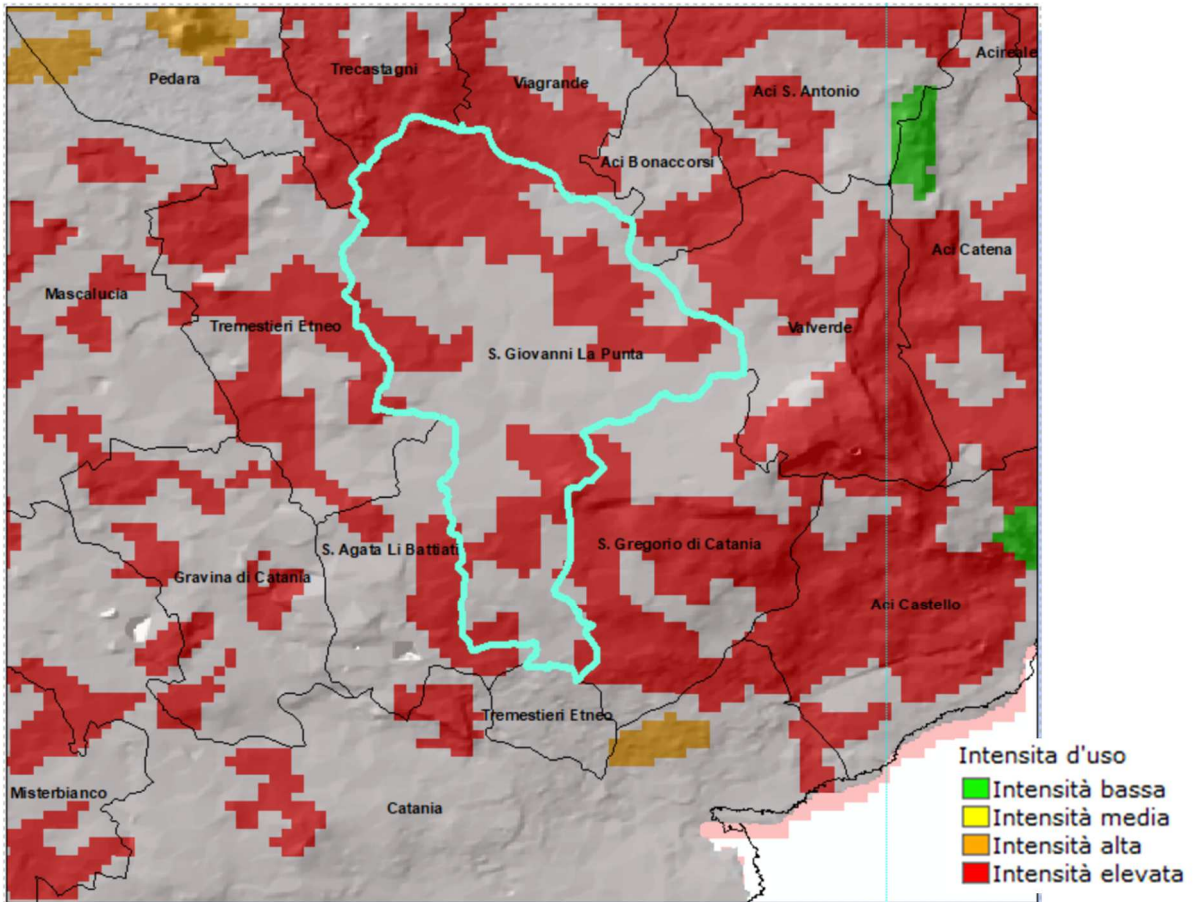 Acireale
Trecastagni
Pedara
Viagrande
Aci S. Antonio
Aci Bonaccorsi
Aci Catena
Mascalucia
Tremestieri Etneo
Valverde
S. Giovanni La Punta
S. Agata Li Battiati
S. Gregorio di Catania
Gravina di Catania
Aci Castello
Tremestieri Etneo
Misterbianco
Catania
Intensita d'uso
Intensità bassa
Intensità media
Intensità alta
Intensità elevata